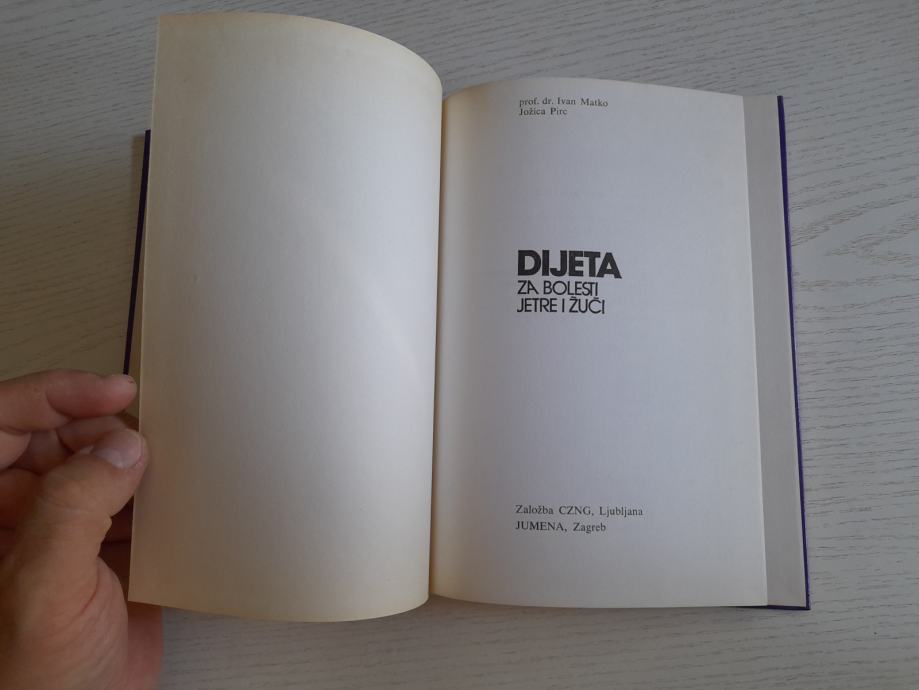 prof. dr. Ivan Matko
Jožica Pirc
DIJETA
ZA BOLESTI
JETRE I ŽUČI
Založba CZNG, Ljubljana
JUMENA, Zagreb